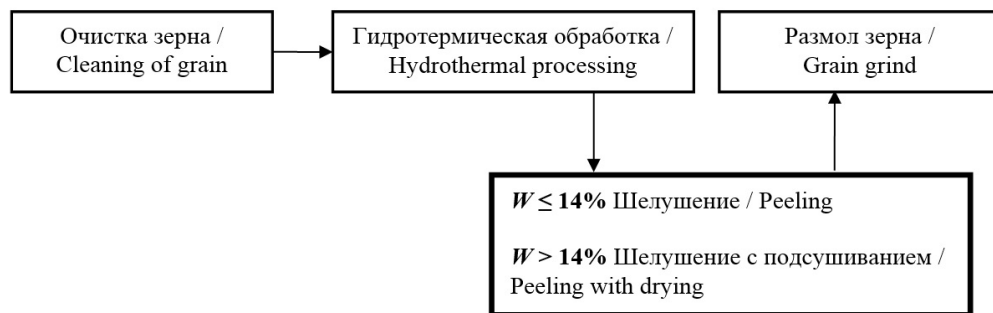 Очистка зерна /
Cleaning of grain
Гидротермическая обработка /
Hydrothermal processing
Размол зерна /
Grain grind
W ≤ 14% Шелушение / Peeling
W > 14% Шелушение с подсушиванием /
Peeling with drying